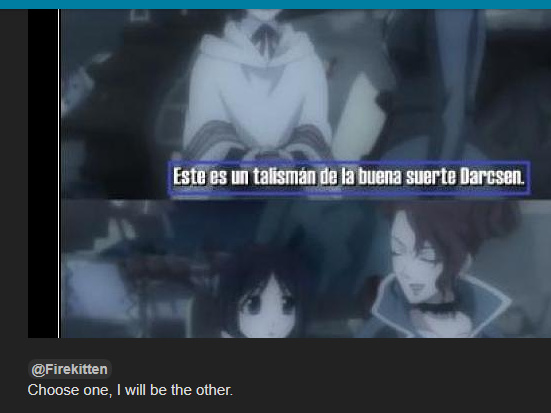 Este es un talismán de la buena suerte Darcsen.
@Firekitten
Choose one, I will be the other.